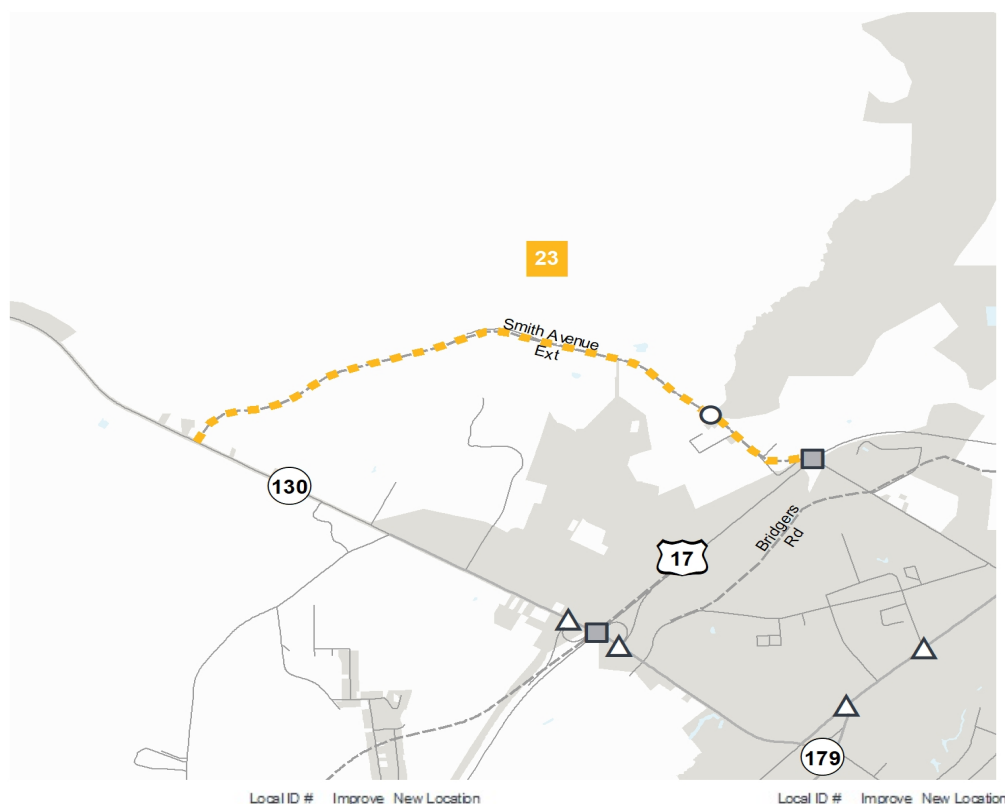 23
Smith Avenue
Ext
130
Bridgers
Rd
17
179
Local ID # Improve New Location
Local ID # Improve New Location